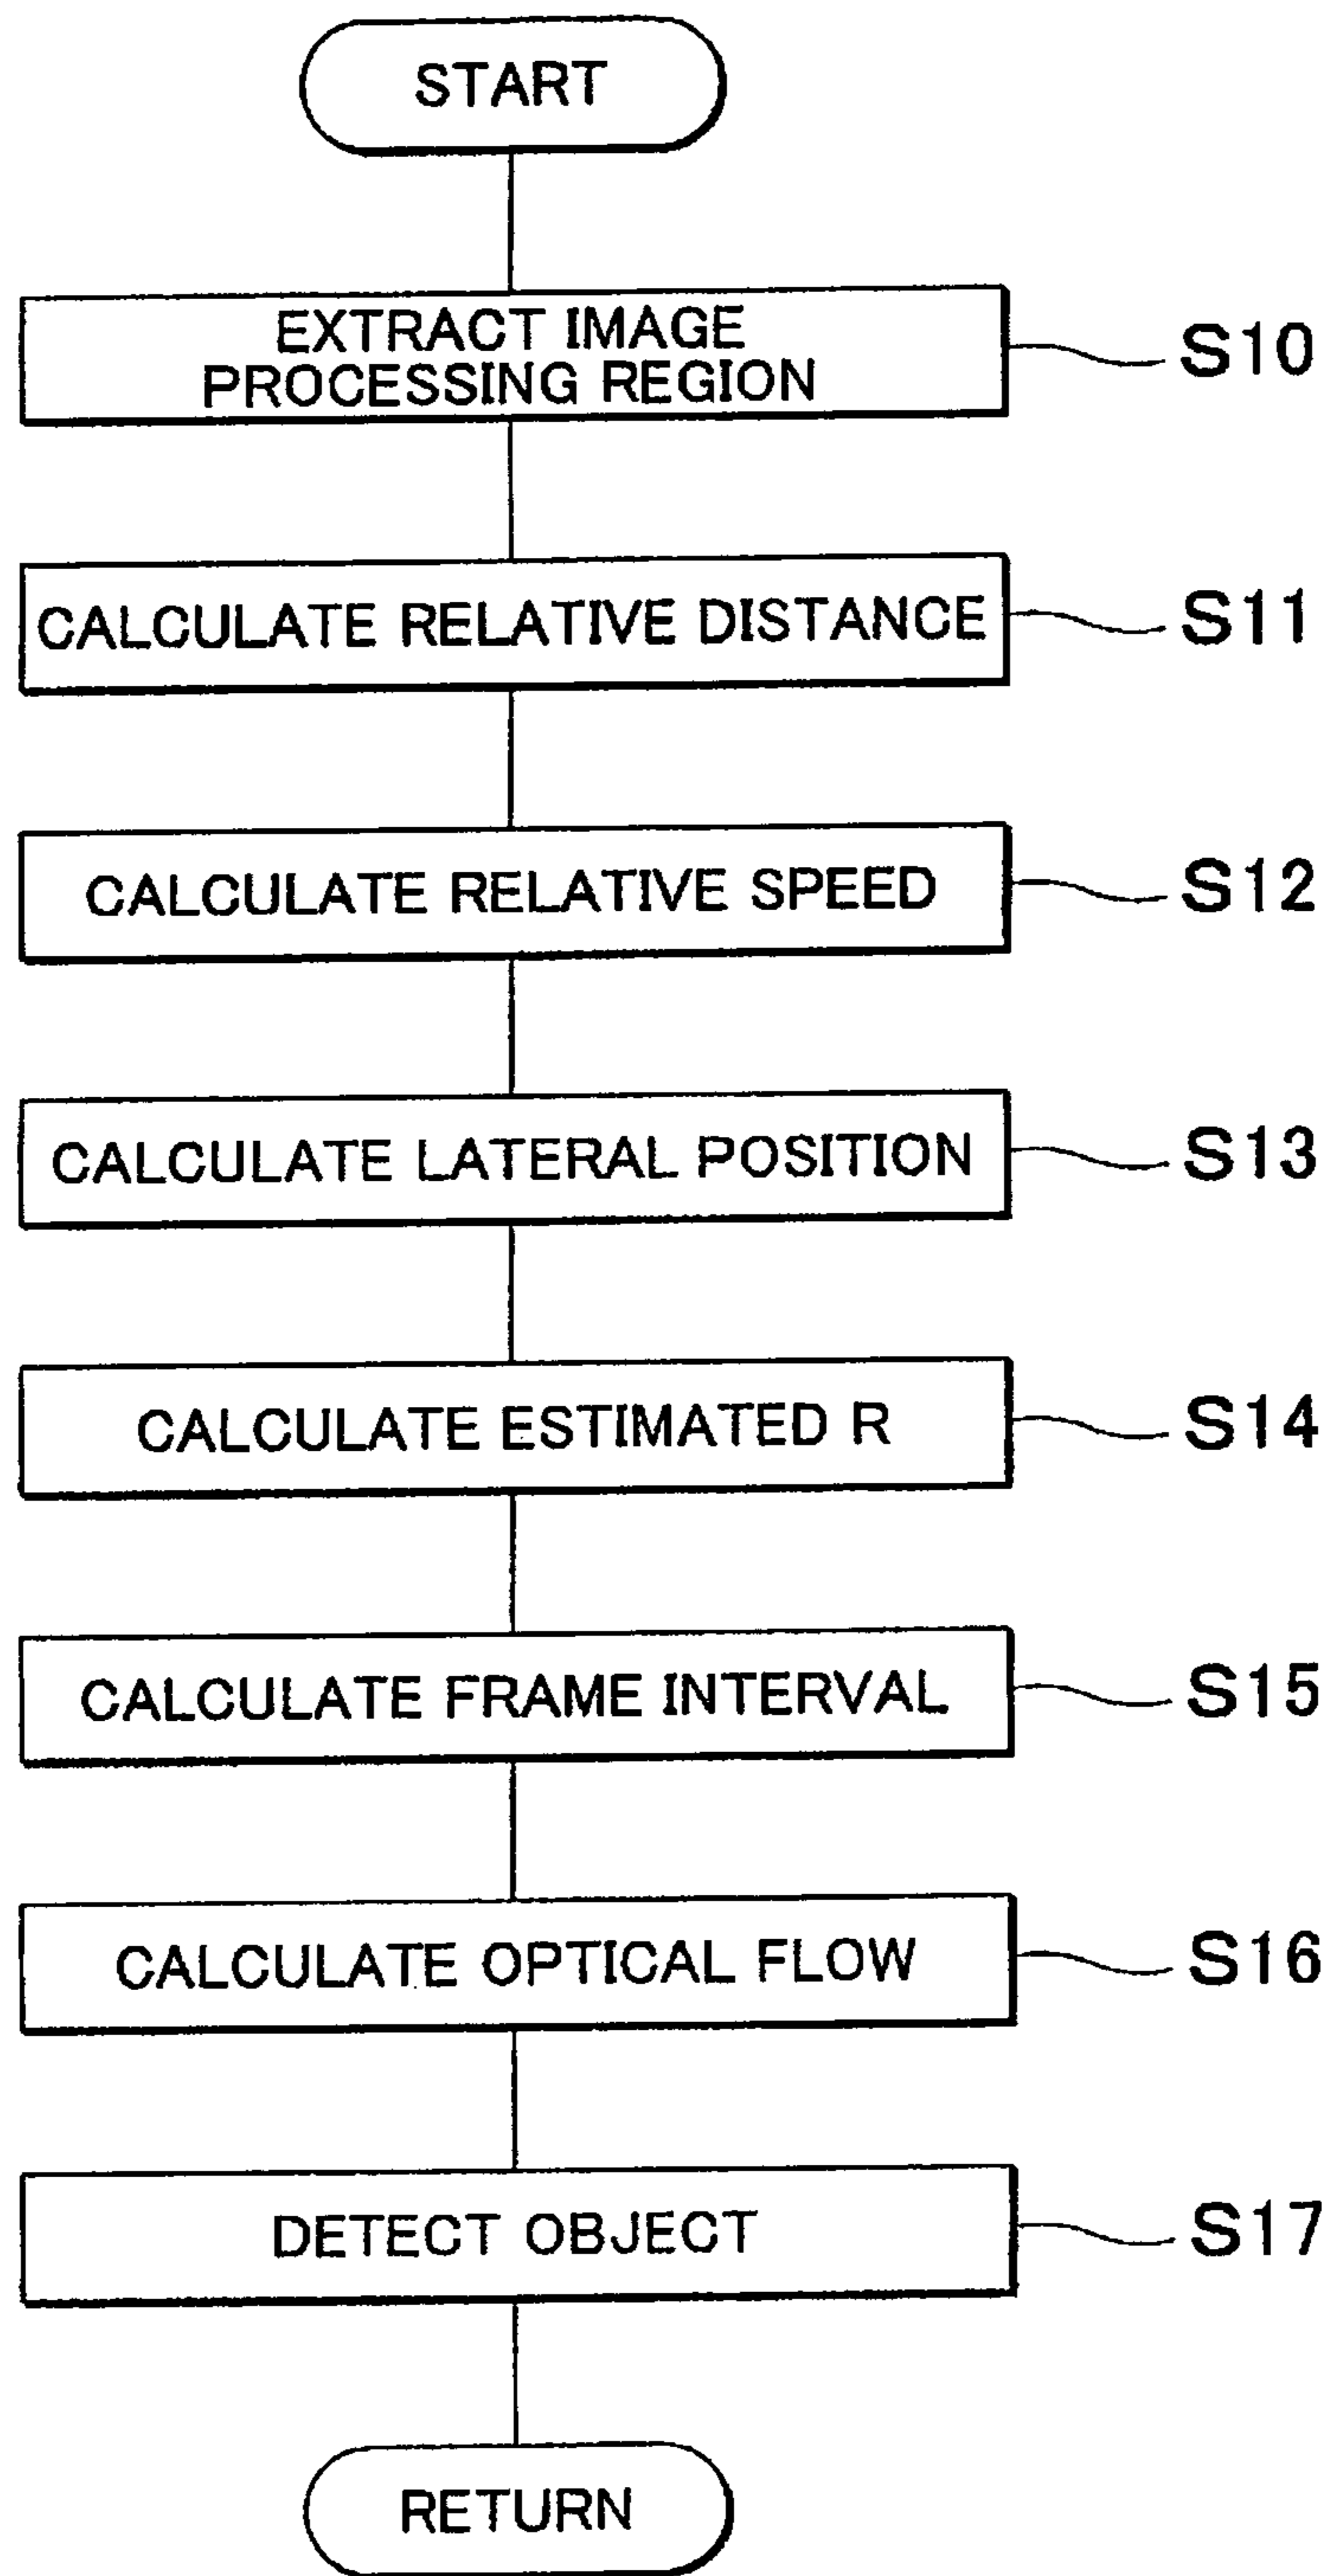 START
EXTRACT IMAGE
PROCESSING REGION
S10
CALCULATE RELATIVE DISTANCE
S11
CALCULATE RELATIVE SPEED
S12
CALCULATE LATERAL POSITION
S13
CALCULATE ESTIMATED R
S14
CALCULATE FRAME INTERVAL
S15
CALCULATE OPTICAL FLOW
S16
DETECT OBJECT
S17
RETURN